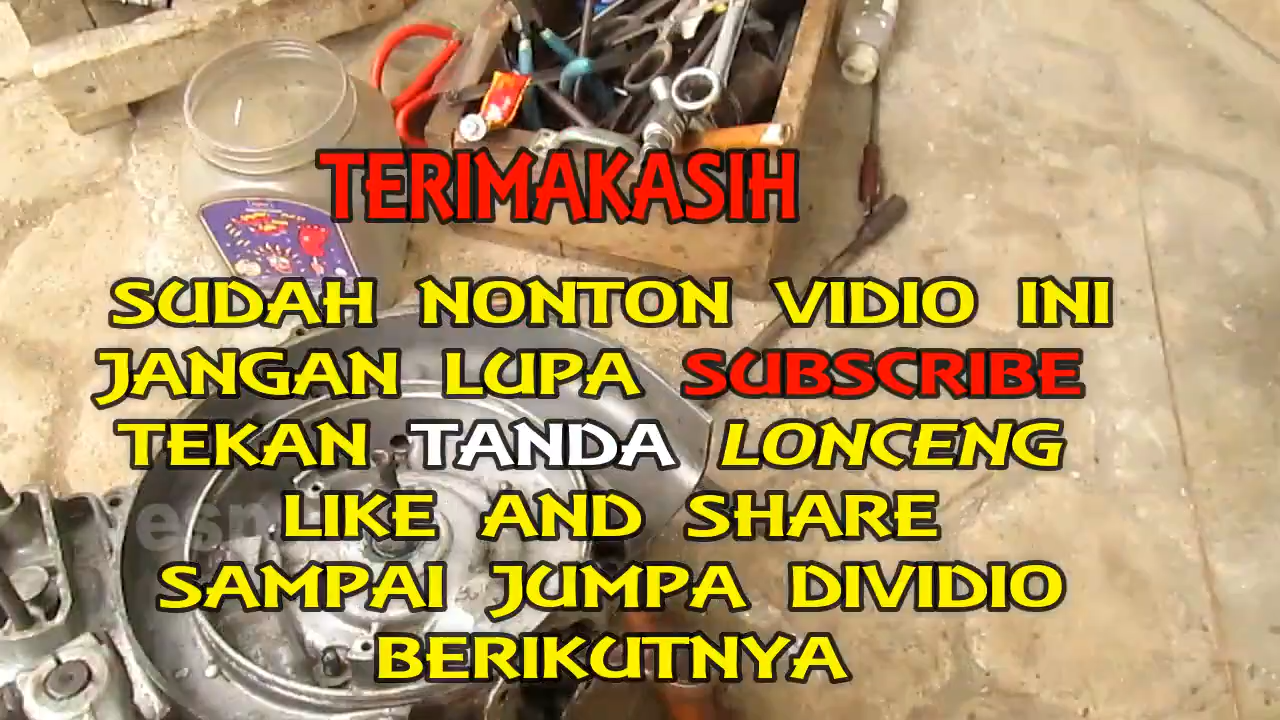 TERIMAKASIH
SUDAH NONTON VIDIO INI
JANGAN LUPA SUBSCRIBE
TEKAN TANDA LONCENG
LIKE AND SHARE
SAMPAI JUMPA DIVIDIO
BERIKUTNYA